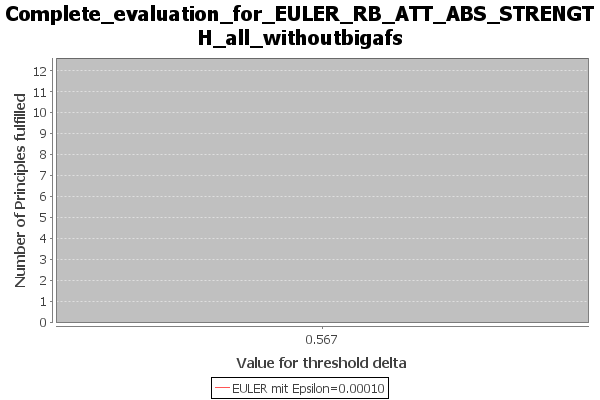 Complete_evaluation_for_EULER_RB_ATT_ABS_STRENGT
H_all_withoutbigafs
Number of Principles fulfilled
12
11
10
9
8
7
6
5
4
3
2
1
0
0.567
Value for threshold delta
EULER mit Epsilon=0.00010